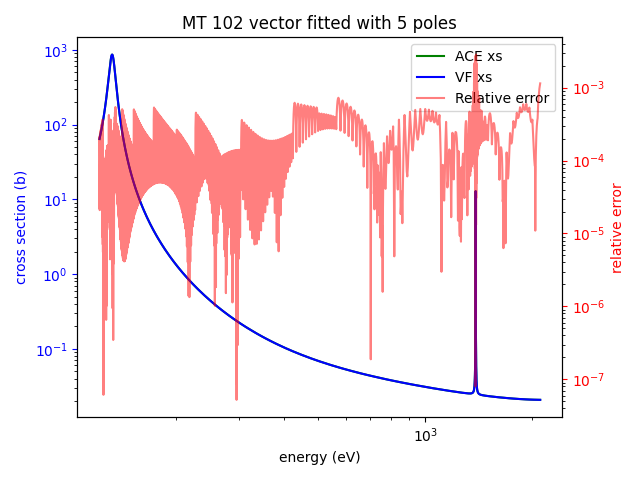 MT 102 vector fitted with 5 poles
ACE xs
VF xs
Relative error
10³
10²
10¹
10⁰
10⁻¹
cross section (b)
10⁻³
10⁻⁴
10⁻⁵
10⁻⁶
10⁻⁷
relative error
10³
energy (eV)